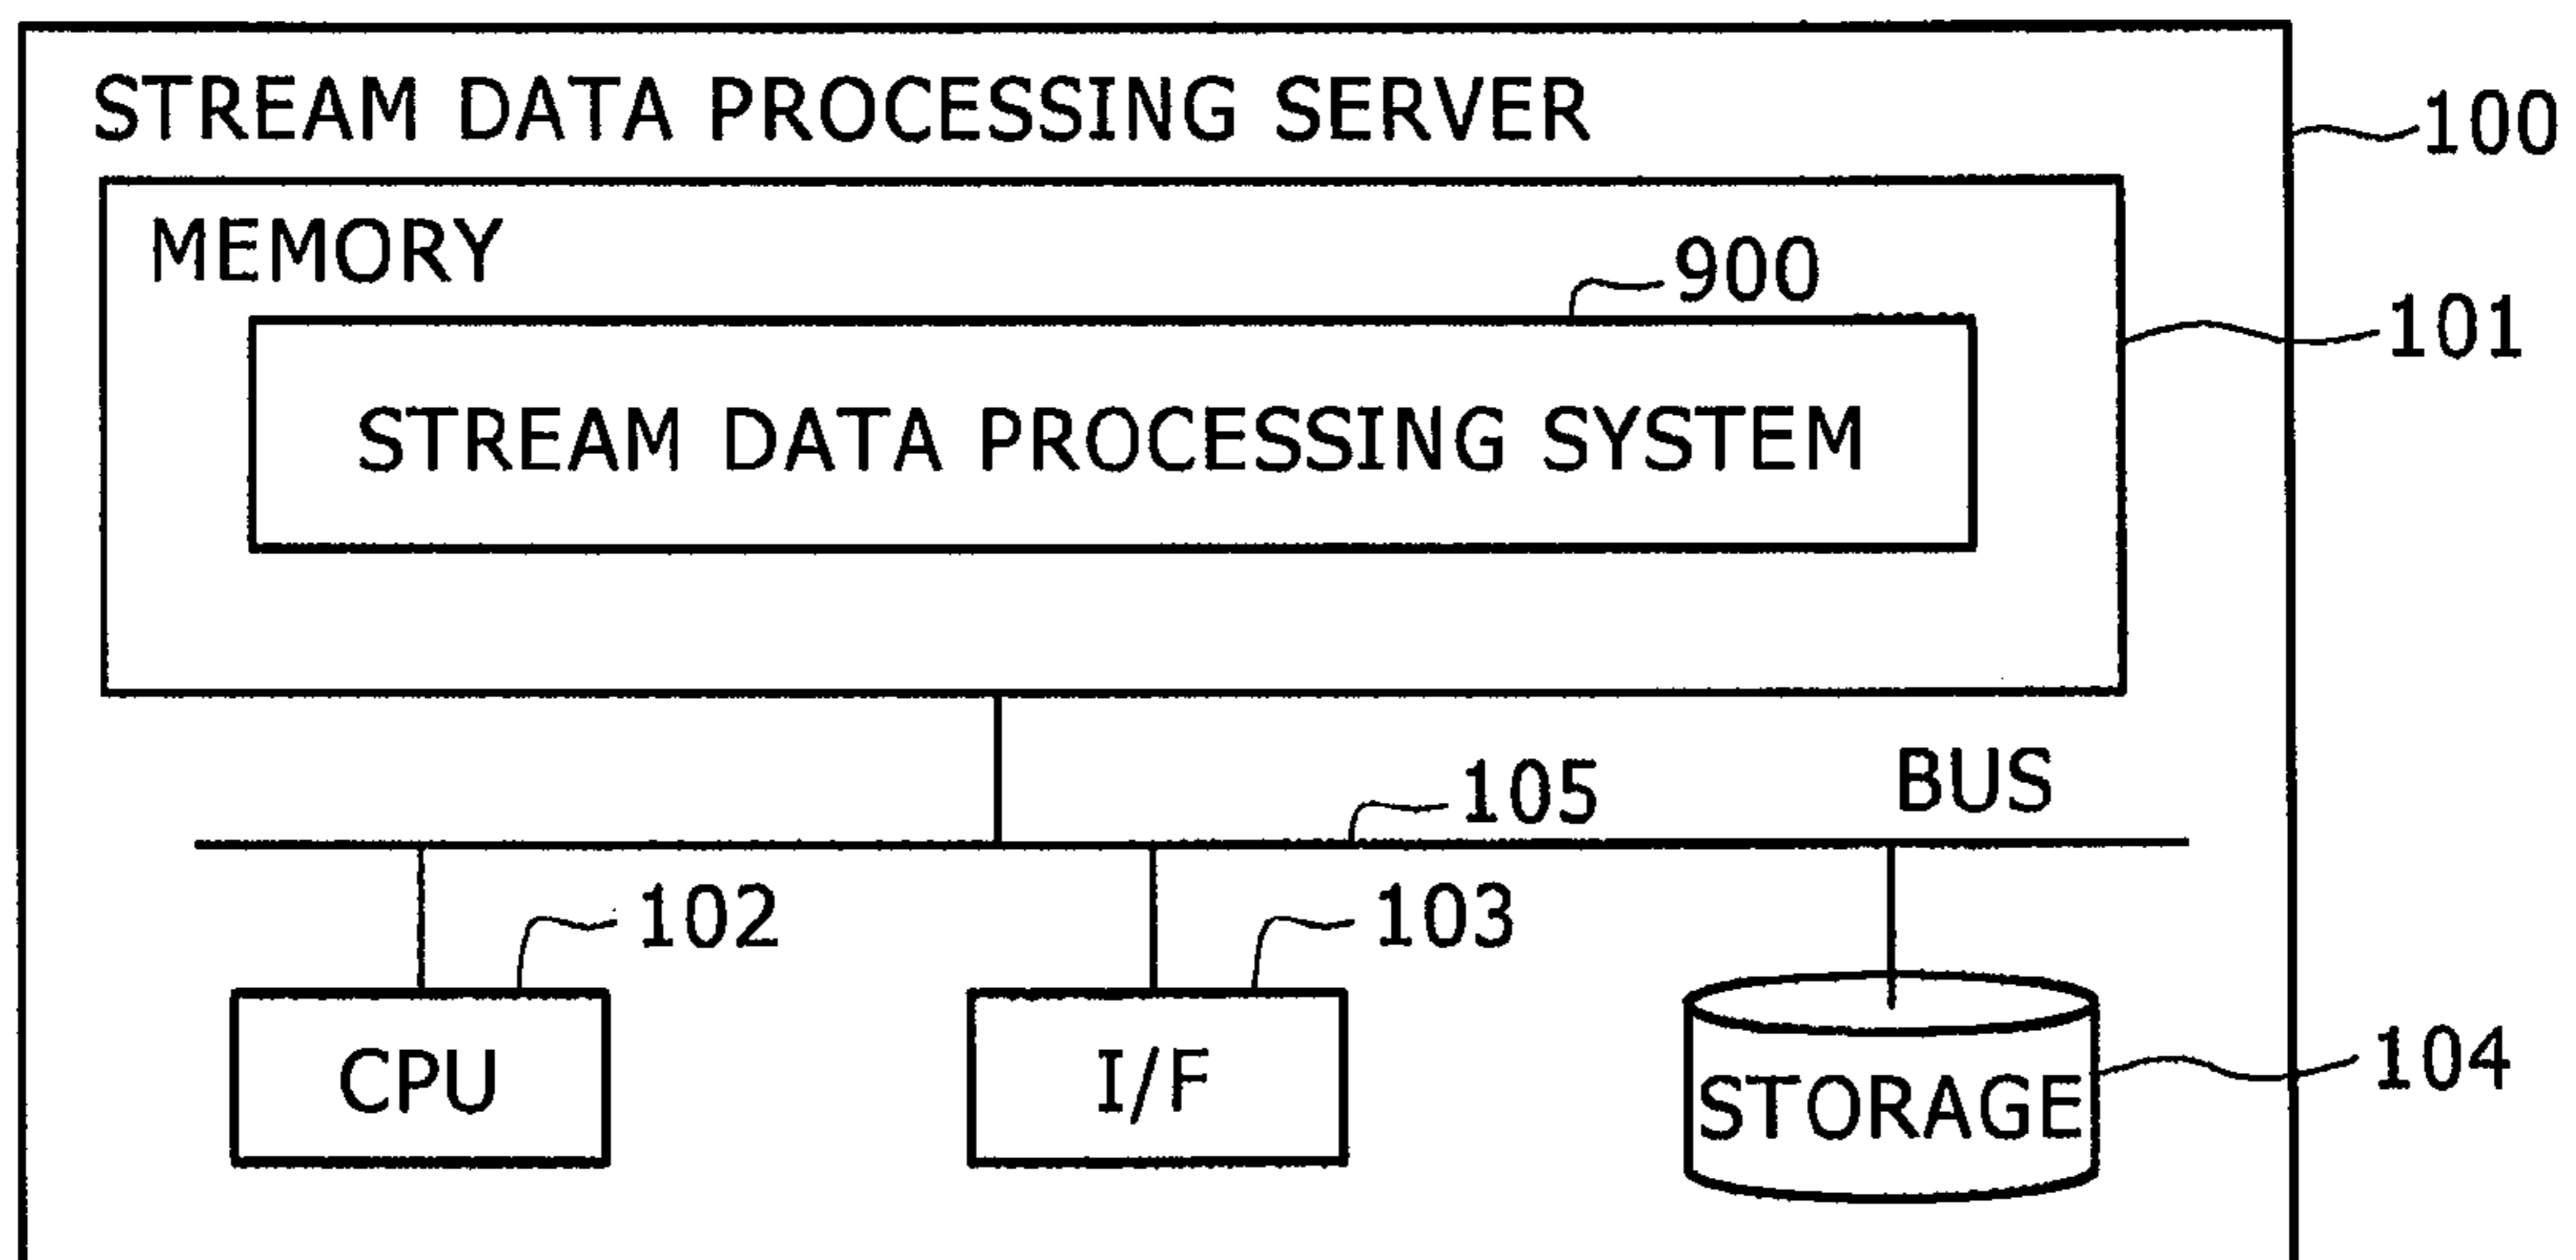 STREAM DATA PROCESSING SERVER
100
MEMORY
900
101
STREAM DATA PROCESSING SYSTEM
BUS
105
102
103
CPU
I/F
STORAGE
104